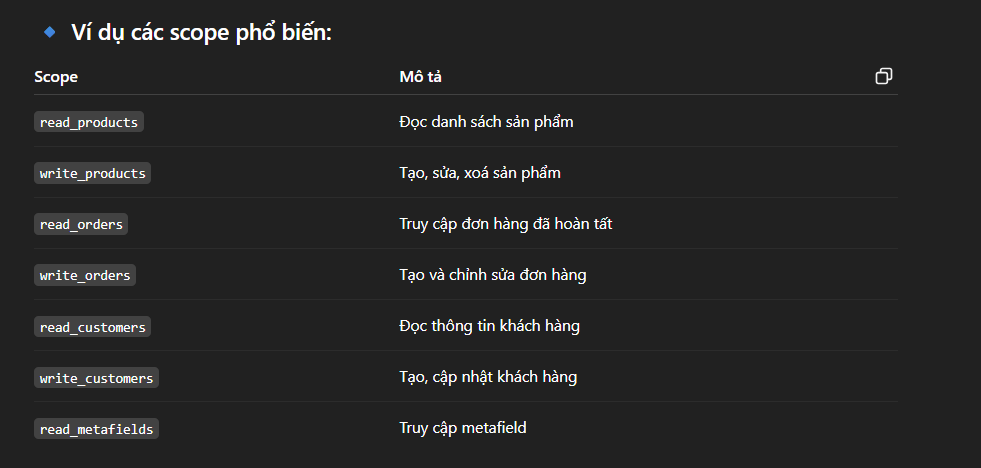 Ví dụ các scope phổ biến:
Scope Mô tả
read_products Đọc danh sách sản phẩm
write_products Tạo, sửa, xoá sản phẩm
read_orders Truy cập đơn hàng đã hoàn tất
write_orders Tạo và chỉnh sửa đơn hàng
read_customers Đọc thông tin khách hàng
write_customers Tạo, cập nhật khách hàng
read_metafields Truy cập metafield